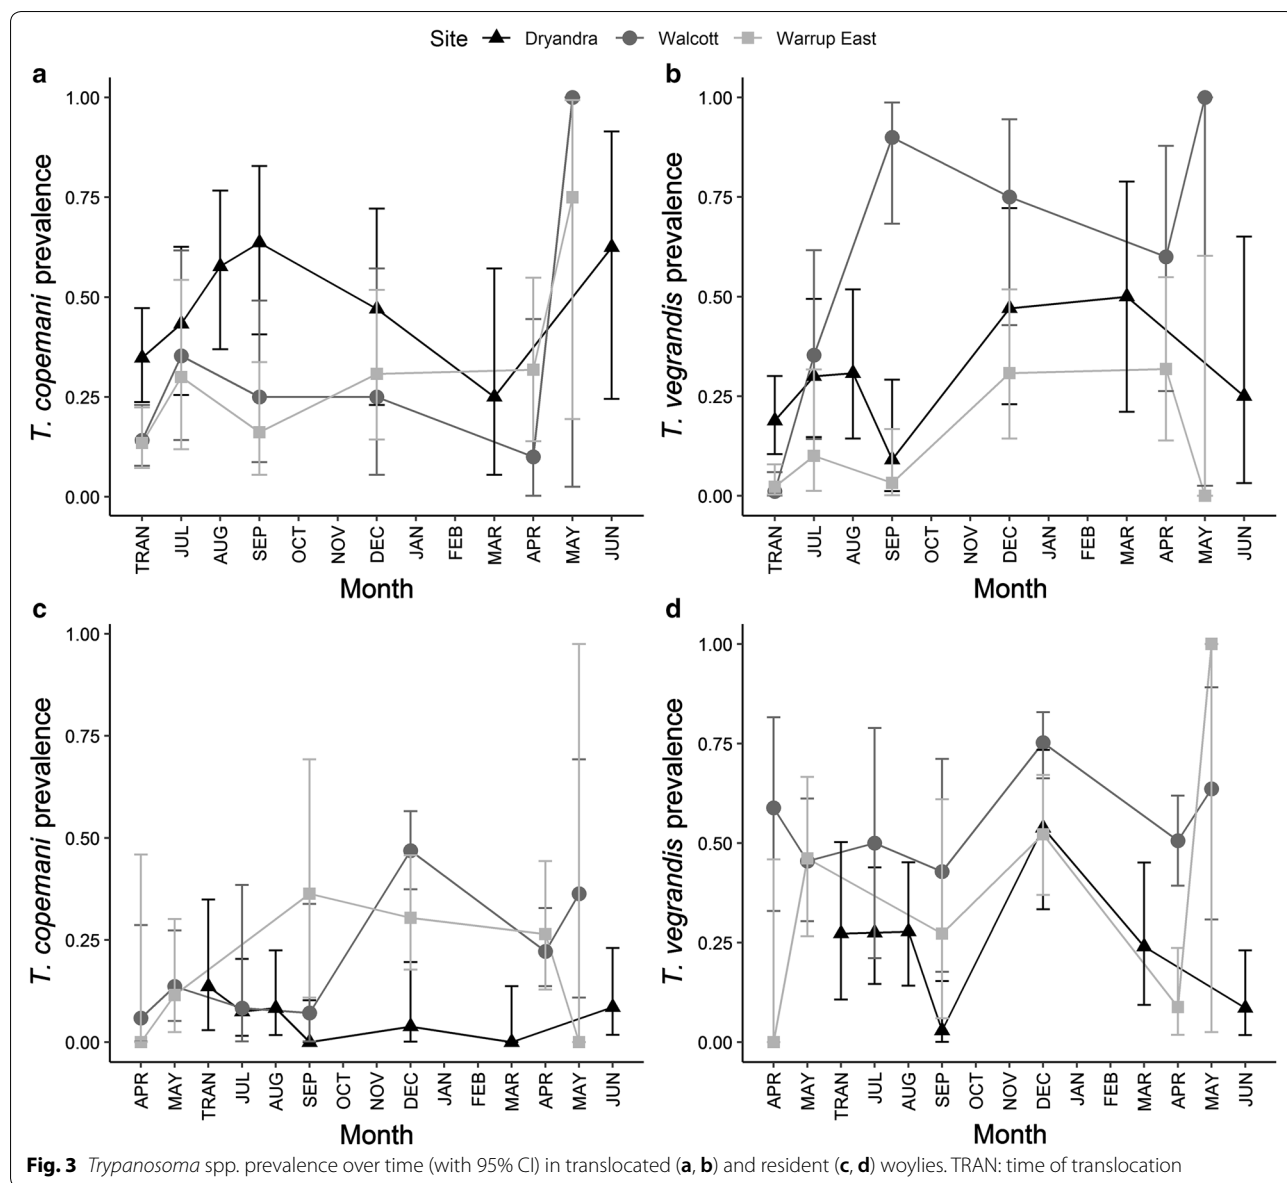 Site Dryandra Walcott Warrup East
a
1.00
0.75
0.50
0.25
0.00
T. copemani prevalence
TRAN JUL AUG SEP OCT NOV DEC JAN FEB MAR APR MAY JUN
Month
b
1.00
0.75
0.50
0.25
0.00
T. vegrandis prevalence
TRAN JUL AUG SEP OCT NOV DEC JAN FEB MAR APR MAY JUN
Month
c
1.00
0.75
0.50
0.25
0.00
T. copemani prevalence
APR MAY TRAN JUL AUG SEP OCT NOV DEC JAN FEB MAR APR MAY JUN
Month
d
1.00
0.75
0.50
0.25
0.00
T. vegrandis prevalence
APR MAY TRAN JUL AUG SEP OCT NOV DEC JAN FEB MAR APR MAY JUN
Month
Fig. 3 Trypanosoma spp. prevalence over time (with 95% CI) in translocated (a, b) and resident (c, d) woylies. TRAN: time of translocation